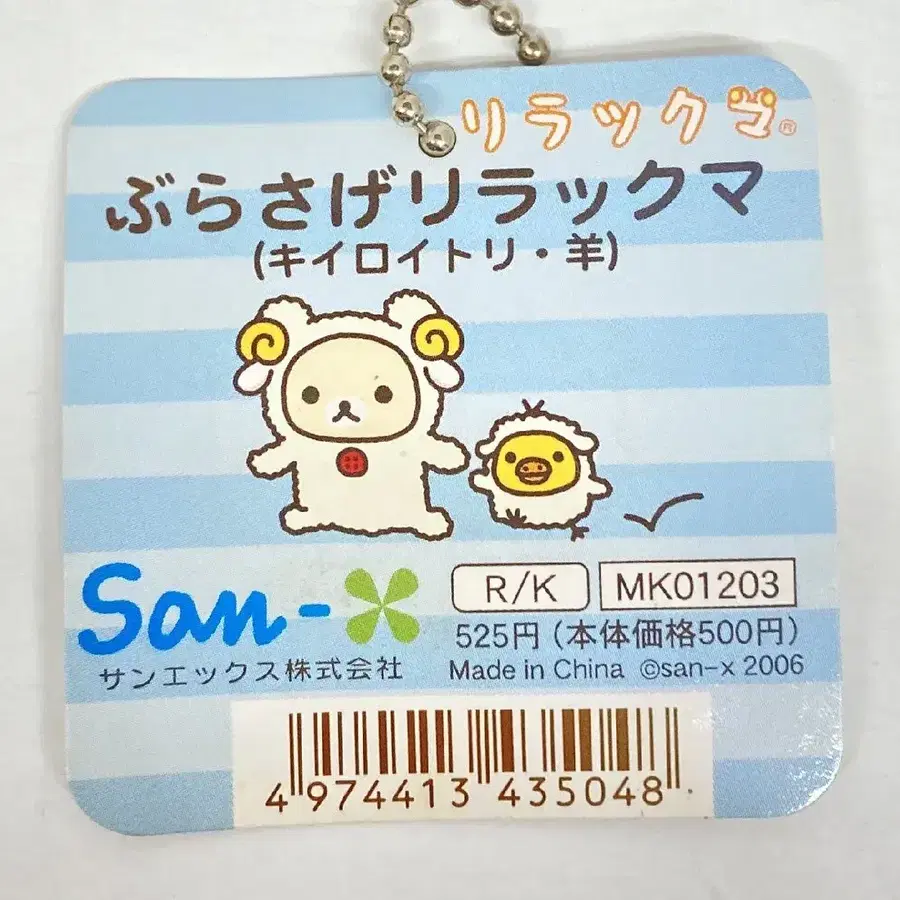 リラックマ®
ぶらさげリラックマ
(キイロイトリ・羊)
San-X
サンエックス株式会社
R/K
MK01203
525円(本体価格500円)
Made in China ©san-x 2006
4 974413 435048